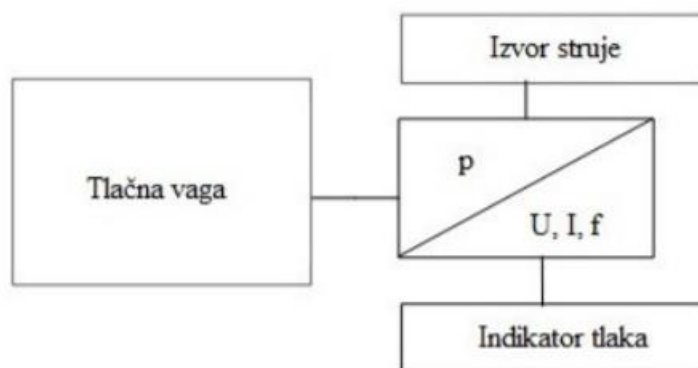 Izvor struje
Tlačna vaga
p
U, I, f
Indikator tlaka